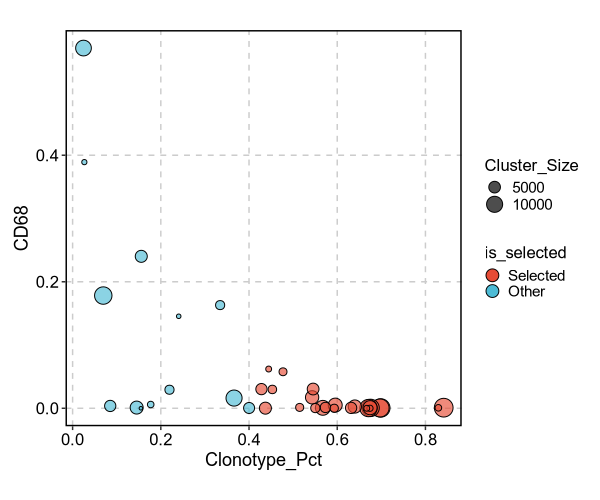 CD68
0.4
0.2
0.0
0.0
0.2
0.4
0.6
0.8
Clonotype_Pct
Cluster_Size
5000
10000
is_selected
Selected
Other